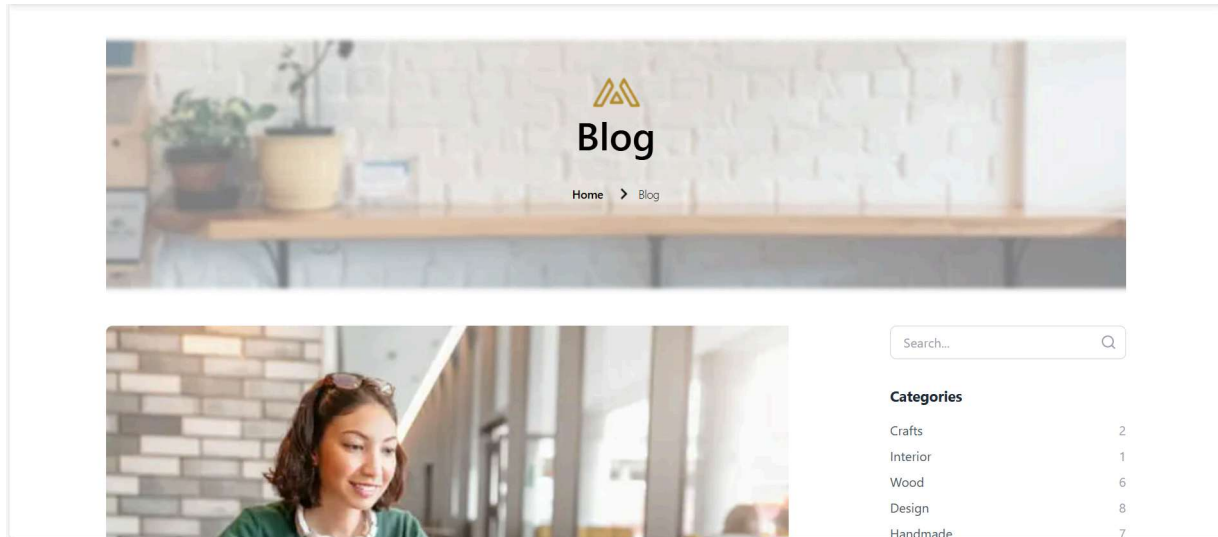 Blog
Home > Blog
Search...
Categories
Crafts 2
Interior 1
Wood 6
Design 8
Handmade 7